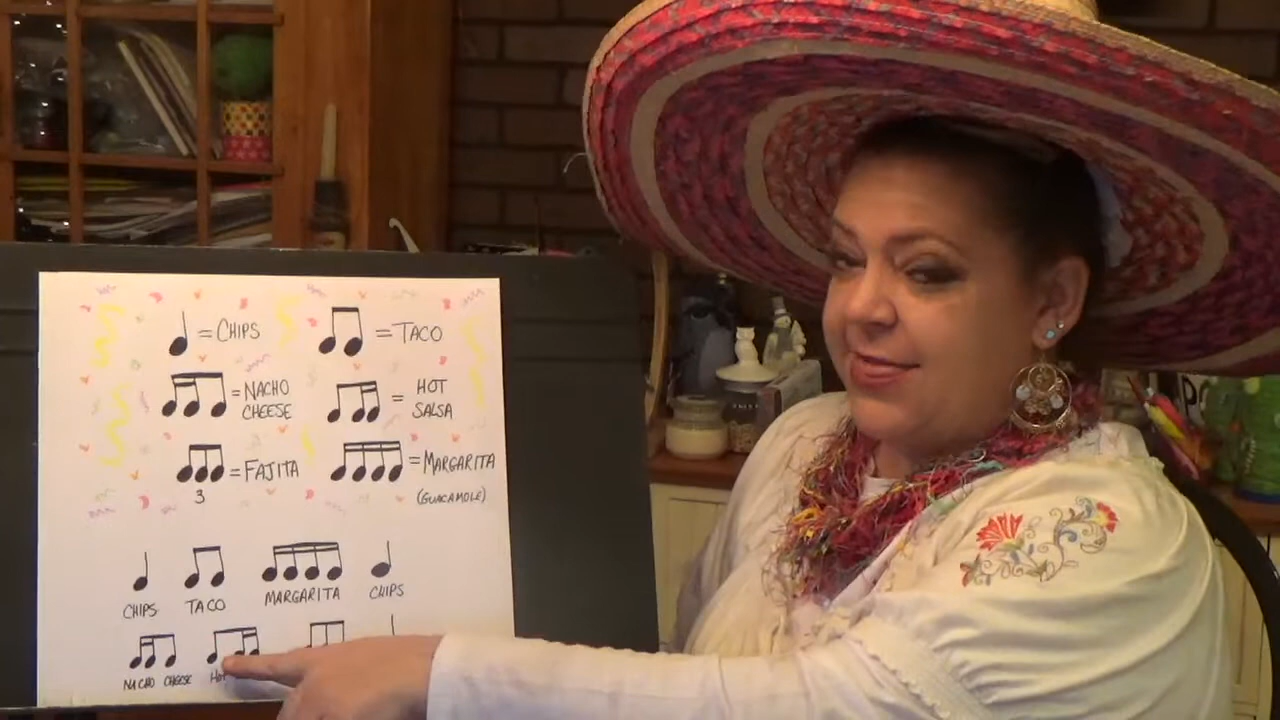 = CHIPS = TACO
= NACHO CHEESE = HOT SALSA
= FAJITA = MARGARITA
3 (GUACAMOLE)
CHIPS TACO MARGARITA CHIPS
NACHO CHEESE